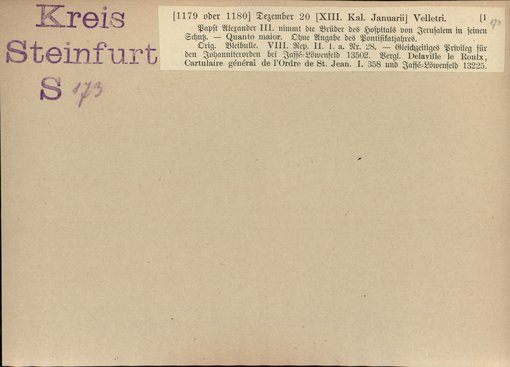 Kreis
Steinfurt
S 173
[1179 oder 1180] Dezember 20 [XIII. Kal. Januarii] Velletri. [1
Papst Alexander III. nimmt die Brüder des Hospitals von Jerusalem in seinen
Schutz. — Quanto maior. Ohne Angabe des Pontifikatjahres.
Orig. Bleibulle. VIII. Rep. II. l. a. Nr. 28. — Gleichzeitiges Privileg für
den Johanniterorden bei Jaffé-Löwenfeld 13502. Vergl. Delaville le Roulx,
Cartulaire général de l'Ordre de St. Jean. I. 358 und Jaffé-Löwenfeld 13225.